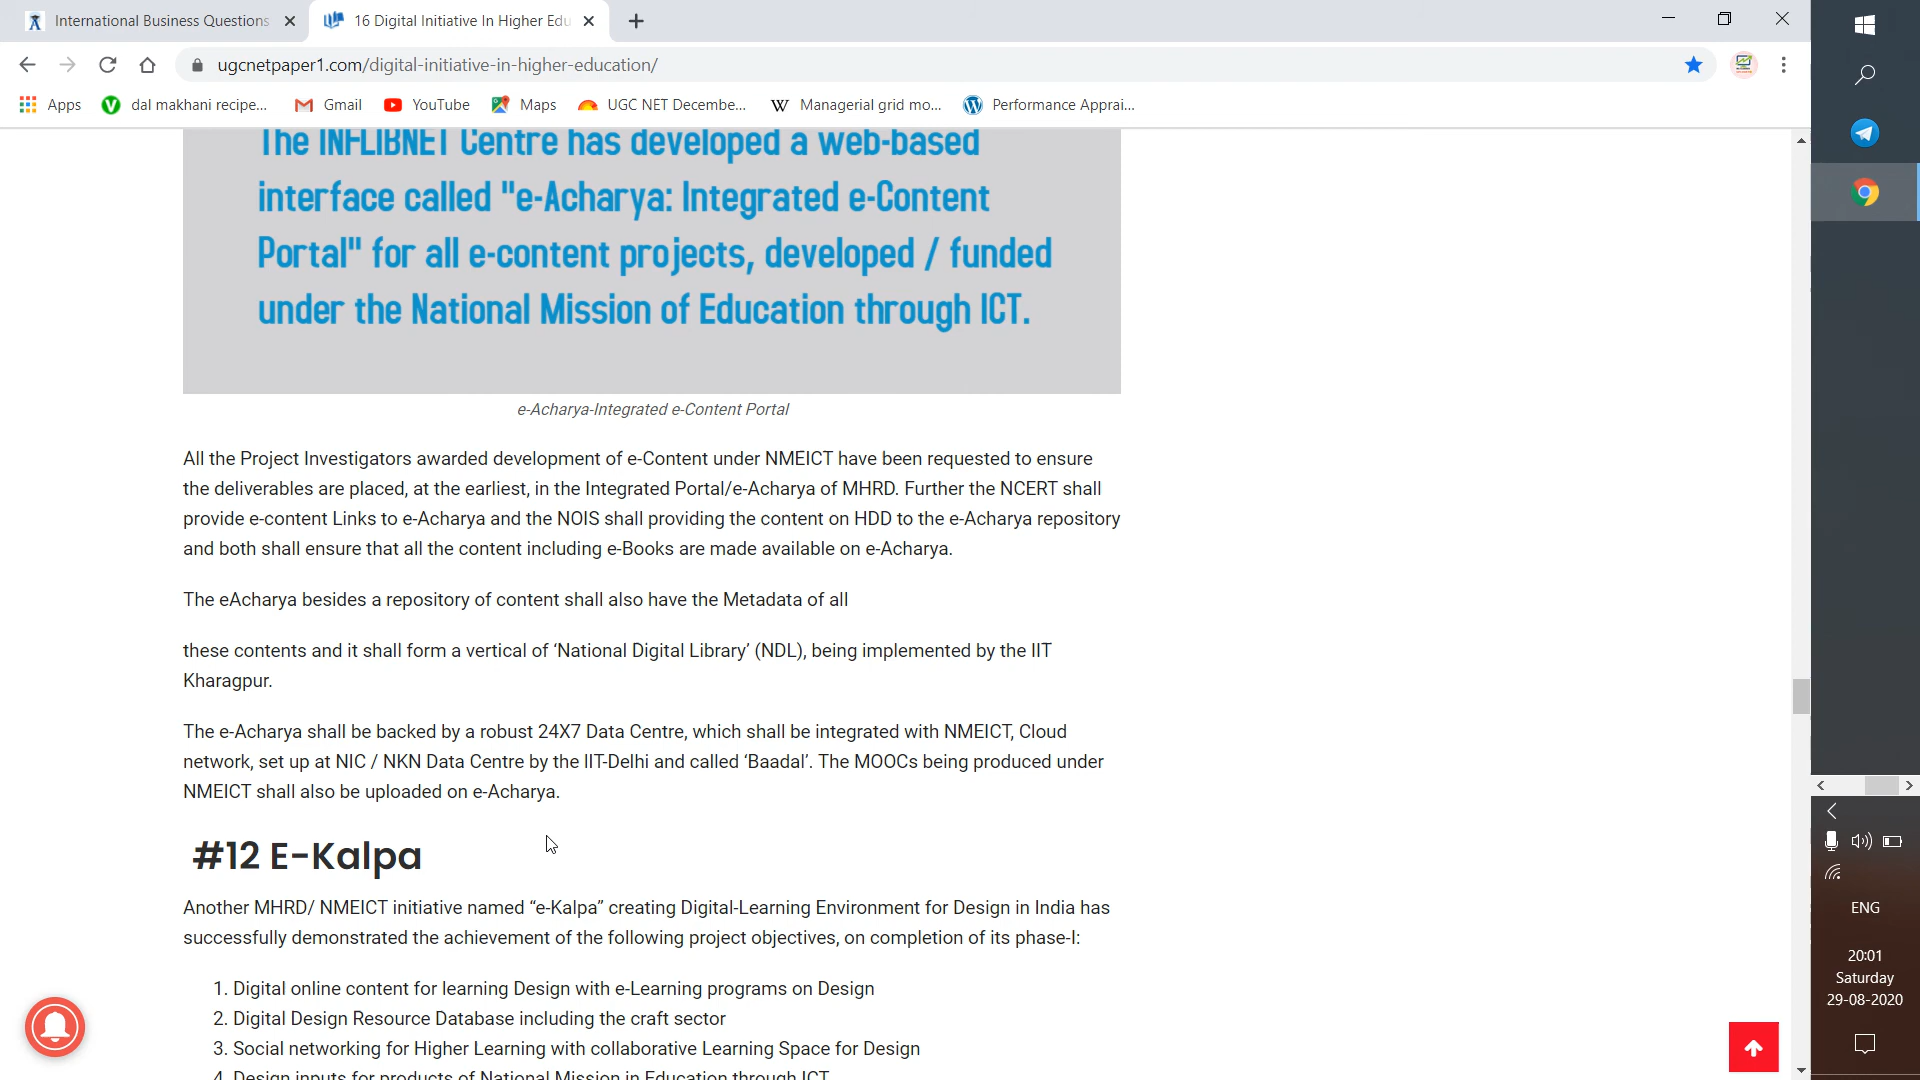 International Business Questions
16 Digital Initiative In Higher Edu
ugcnetpaper1.com/digital-initiative-in-higher-education/
Apps
dal makhani recipe...
Gmail
YouTube
Maps
UGC NET Decembe...
Managerial grid mo...
Performance Apprai...
The INFLIBNET Centre has developed a web-based
interface called "e-Acharya: Integrated e-Content
Portal" for all e-content projects, developed / funded
under the National Mission of Education through ICT.
e-Acharya-Integrated e-Content Portal
All the Project Investigators awarded development of e-Content under NMEICT have been requested to ensure
the deliverables are placed, at the earliest, in the Integrated Portal/e-Acharya of MHRD. Further the NCERT shall
provide e-content Links to e-Acharya and the NOIS shall providing the content on HDD to the e-Acharya repository
and both shall ensure that all the content including e-Books are made available on e-Acharya.
The eAcharya besides a repository of content shall also have the Metadata of all
these contents and it shall form a vertical of ‘National Digital Library’ (NDL), being implemented by the IIT
Kharagpur.
The e-Acharya shall be backed by a robust 24X7 Data Centre, which shall be integrated with NMEICT, Cloud
network, set up at NIC / NKN Data Centre by the IIT-Delhi and called ‘Baadal’. The MOOCs being produced under
NMEICT shall also be uploaded on e-Acharya.
#12 E-Kalpa
Another MHRD/ NMEICT initiative named “e-Kalpa” creating Digital-Learning Environment for Design in India has
successfully demonstrated the achievement of the following project objectives, on completion of its phase-I:
1. Digital online content for learning Design with e-Learning programs on Design
2. Digital Design Resource Database including the craft sector
3. Social networking for Higher Learning with collaborative Learning Space for Design
4. Design inputs for products of National Mission in Education through ICT
ENG
20:01
Saturday
29-08-2020